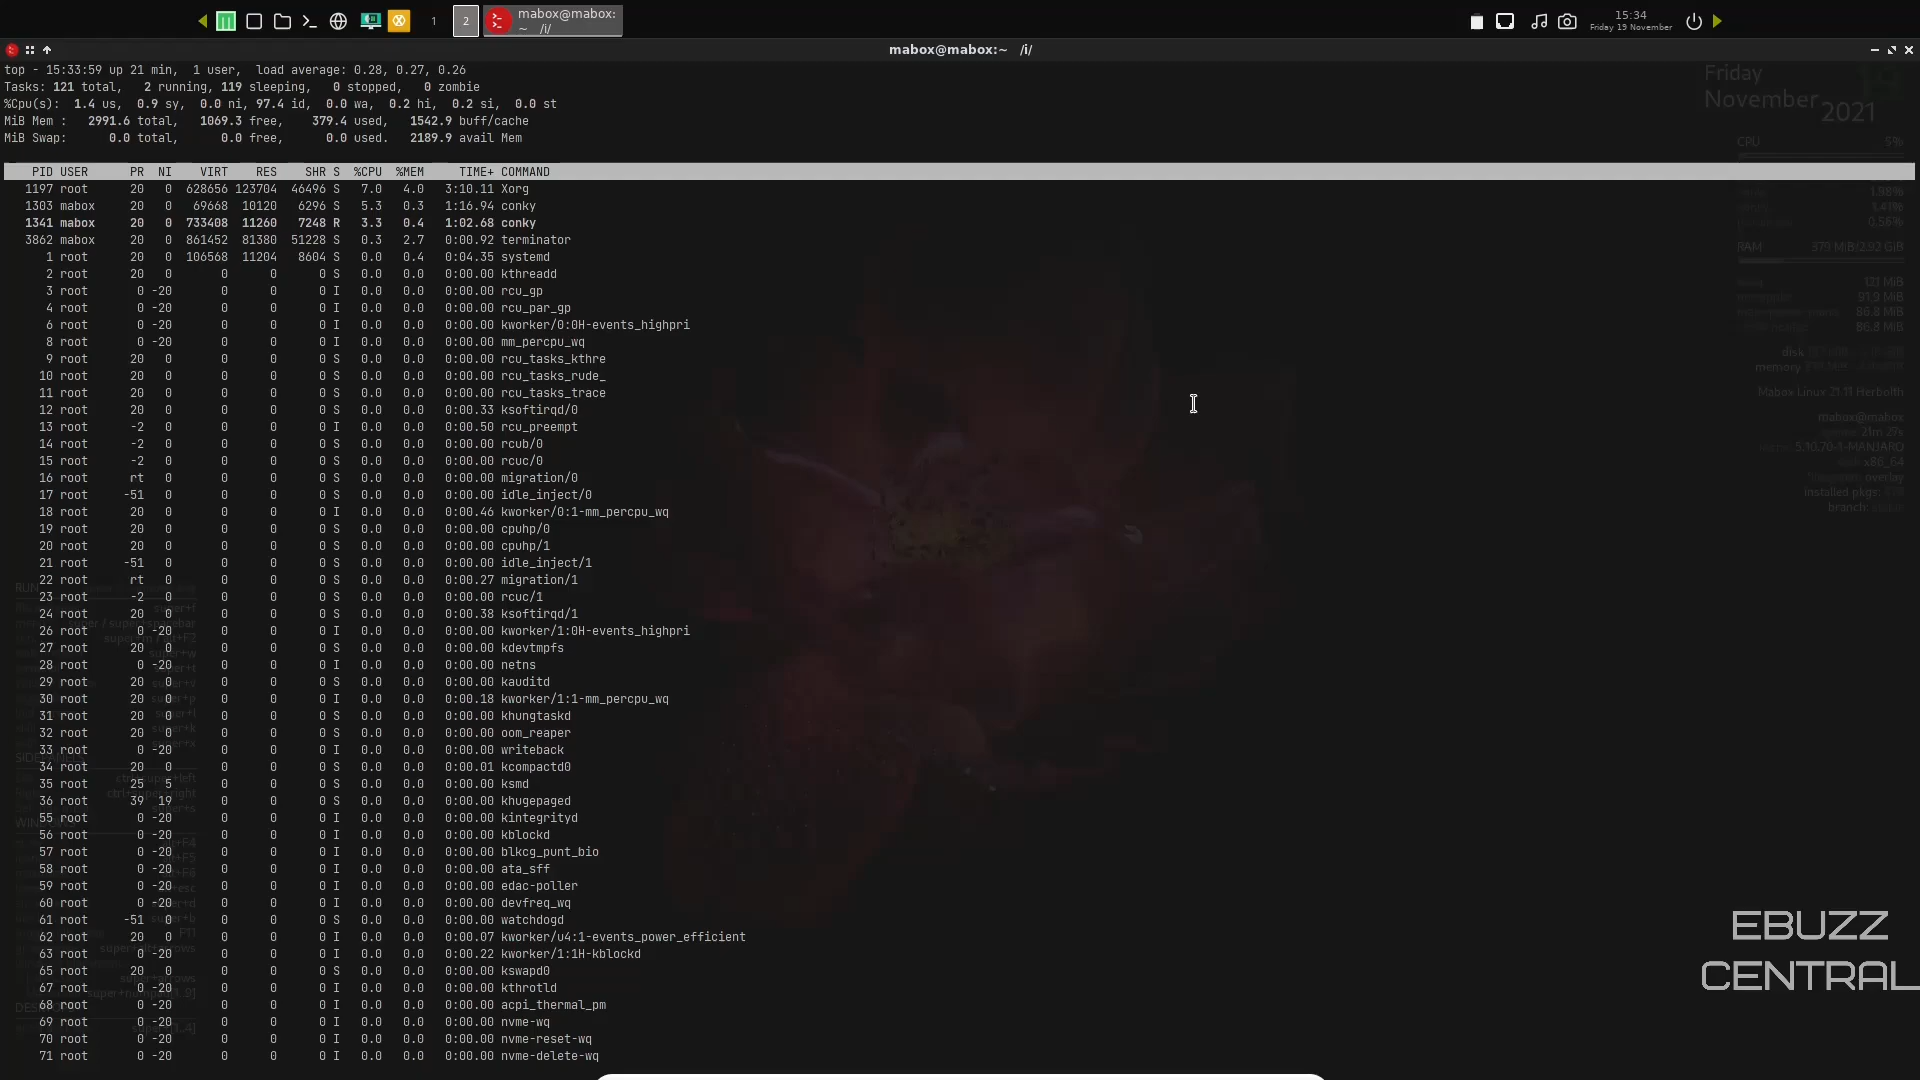 1
2
mabox@mabox:
~ /i/
15:34
Friday 19 November
mabox@mabox:~ /i/
top - 15:33:59 up 21 min, 1 user, load average: 0.28, 0.27, 0.26
Tasks: 121 total, 2 running, 119 sleeping, 0 stopped, 0 zombie
%Cpu(s): 1.4 us, 0.9 sy, 0.0 ni, 97.4 id, 0.0 wa, 0.2 hi, 0.2 si, 0.0 st
MiB Mem : 2991.6 total, 1069.3 free, 379.4 used, 1542.9 buff/cache
MiB Swap: 0.0 total, 0.0 free, 0.0 used. 2189.9 avail Mem
PID USER PR NI VIRT RES SHR S %CPU %MEM TIME+ COMMAND
1197 root 20 0 628656 123704 46496 S 7.0 4.0 3:10.11 Xorg
1303 mabox 20 0 69668 10120 6296 S 5.3 0.3 1:16.94 conky
1341 mabox 20 0 733408 11260 7248 R 3.3 0.4 1:02.68 conky
3862 mabox 20 0 861452 81380 51228 S 0.3 2.7 0:00.92 terminator
1 root 20 0 106568 11204 8604 S 0.0 0.4 0:04.35 systemd
2 root 20 0 0 0 0 S 0.0 0.0 0:00.00 kthreadd
3 root 0 -20 0 0 0 I 0.0 0.0 0:00.00 rcu_gp
4 root 0 -20 0 0 0 I 0.0 0.0 0:00.00 rcu_par_gp
6 root 0 -20 0 0 0 I 0.0 0.0 0:00.00 kworker/0:0H-events_highpri
8 root 0 -20 0 0 0 I 0.0 0.0 0:00.00 mm_percpu_wq
9 root 20 0 0 0 0 S 0.0 0.0 0:00.00 rcu_tasks_kthre
10 root 20 0 0 0 0 S 0.0 0.0 0:00.00 rcu_tasks_rude_
11 root 20 0 0 0 0 S 0.0 0.0 0:00.00 rcu_tasks_trace
12 root 20 0 0 0 0 S 0.0 0.0 0:00.33 ksoftirqd/0
13 root -2 0 0 0 0 I 0.0 0.0 0:00.50 rcu_preempt
14 root -2 0 0 0 0 S 0.0 0.0 0:00.00 rcub/0
15 root -2 0 0 0 0 S 0.0 0.0 0:00.00 rcuc/0
16 root rt 0 0 0 0 S 0.0 0.0 0:00.00 migration/0
17 root -51 0 0 0 0 S 0.0 0.0 0:00.00 idle_inject/0
18 root 20 0 0 0 0 I 0.0 0.0 0:00.46 kworker/0:1-mm_percpu_wq
19 root 20 0 0 0 0 S 0.0 0.0 0:00.00 cpuhp/0
20 root 20 0 0 0 0 S 0.0 0.0 0:00.00 cpuhp/1
21 root -51 0 0 0 0 S 0.0 0.0 0:00.00 idle_inject/1
22 root rt 0 0 0 0 S 0.0 0.0 0:00.27 migration/1
23 root -2 0 0 0 0 S 0.0 0.0 0:00.00 rcuc/1
24 root 20 0 0 0 0 S 0.0 0.0 0:00.38 ksoftirqd/1
26 root 0 -20 0 0 0 I 0.0 0.0 0:00.00 kworker/1:0H-events_highpri
27 root 20 0 0 0 0 S 0.0 0.0 0:00.00 kdevtmpfs
28 root 0 -20 0 0 0 I 0.0 0.0 0:00.00 netns
29 root 20 0 0 0 0 S 0.0 0.0 0:00.00 kauditd
30 root 20 0 0 0 0 I 0.0 0.0 0:00.18 kworker/1:1-mm_percpu_wq
31 root 20 0 0 0 0 S 0.0 0.0 0:00.00 khungtaskd
32 root 20 0 0 0 0 S 0.0 0.0 0:00.00 oom_reaper
33 root 0 -20 0 0 0 I 0.0 0.0 0:00.00 writeback
34 root 20 0 0 0 0 S 0.0 0.0 0:00.01 kcompactd0
35 root 25 5 0 0 0 S 0.0 0.0 0:00.00 ksmd
36 root 39 19 0 0 0 S 0.0 0.0 0:00.00 khugepaged
55 root 0 -20 0 0 0 I 0.0 0.0 0:00.00 kintegrityd
56 root 0 -20 0 0 0 I 0.0 0.0 0:00.00 kblockd
57 root 0 -20 0 0 0 I 0.0 0.0 0:00.00 blkcg_punt_bio
58 root 0 -20 0 0 0 I 0.0 0.0 0:00.00 ata_sff
59 root 0 -20 0 0 0 I 0.0 0.0 0:00.00 edac-poller
60 root 0 -20 0 0 0 I 0.0 0.0 0:00.00 devfreq_wq
61 root -51 0 0 0 0 S 0.0 0.0 0:00.00 watchdogd
62 root 20 0 0 0 0 I 0.0 0.0 0:00.07 kworker/u4:1-events_power_efficient
63 root 0 -20 0 0 0 I 0.0 0.0 0:00.22 kworker/1:1H-kblockd
65 root 20 0 0 0 0 S 0.0 0.0 0:00.00 kswapd0
67 root 0 -20 0 0 0 I 0.0 0.0 0:00.00 kthrotld
68 root 0 -20 0 0 0 I 0.0 0.0 0:00.00 acpi_thermal_pm
69 root 0 -20 0 0 0 I 0.0 0.0 0:00.00 nvme-wq
70 root 0 -20 0 0 0 I 0.0 0.0 0:00.00 nvme-reset-wq
71 root 0 -20 0 0 0 I 0.0 0.0 0:00.00 nvme-delete-wq
Friday
November
2021
CPU 5%
1.98%
1.41%
0.56%
RAM 379 MiB/2.92 GiB
121 MiB
91.9 MiB
86.8 MiB
86.8 MiB
disk
memory
Mabox Linux 21.11 Herbolth
mabox@mabox
21m 27s
5.10.70-1-MANJARO
x86_64
overlay
installed pkgs:
branch:
EBUZZ
CENTRAL